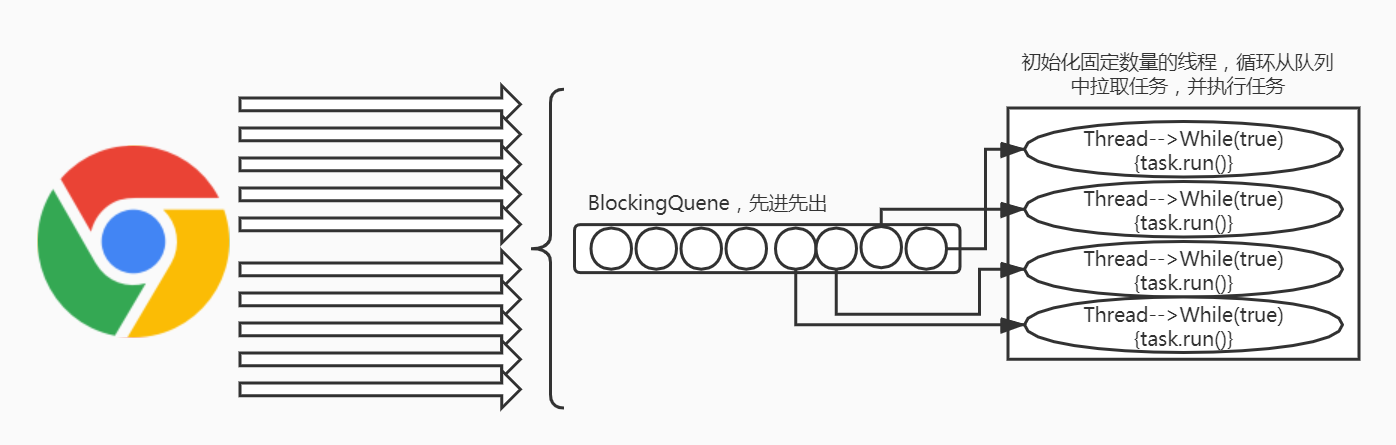 初始化固定数量的线程，循环从队列
中拉取任务，并执行任务
Thread-->While(true)
{task.run()}
Thread-->While(true)
{task.run()}
BlockingQuene，先进先出
Thread-->While(true)
{task.run()}
Thread-->While(true)
{task.run()}